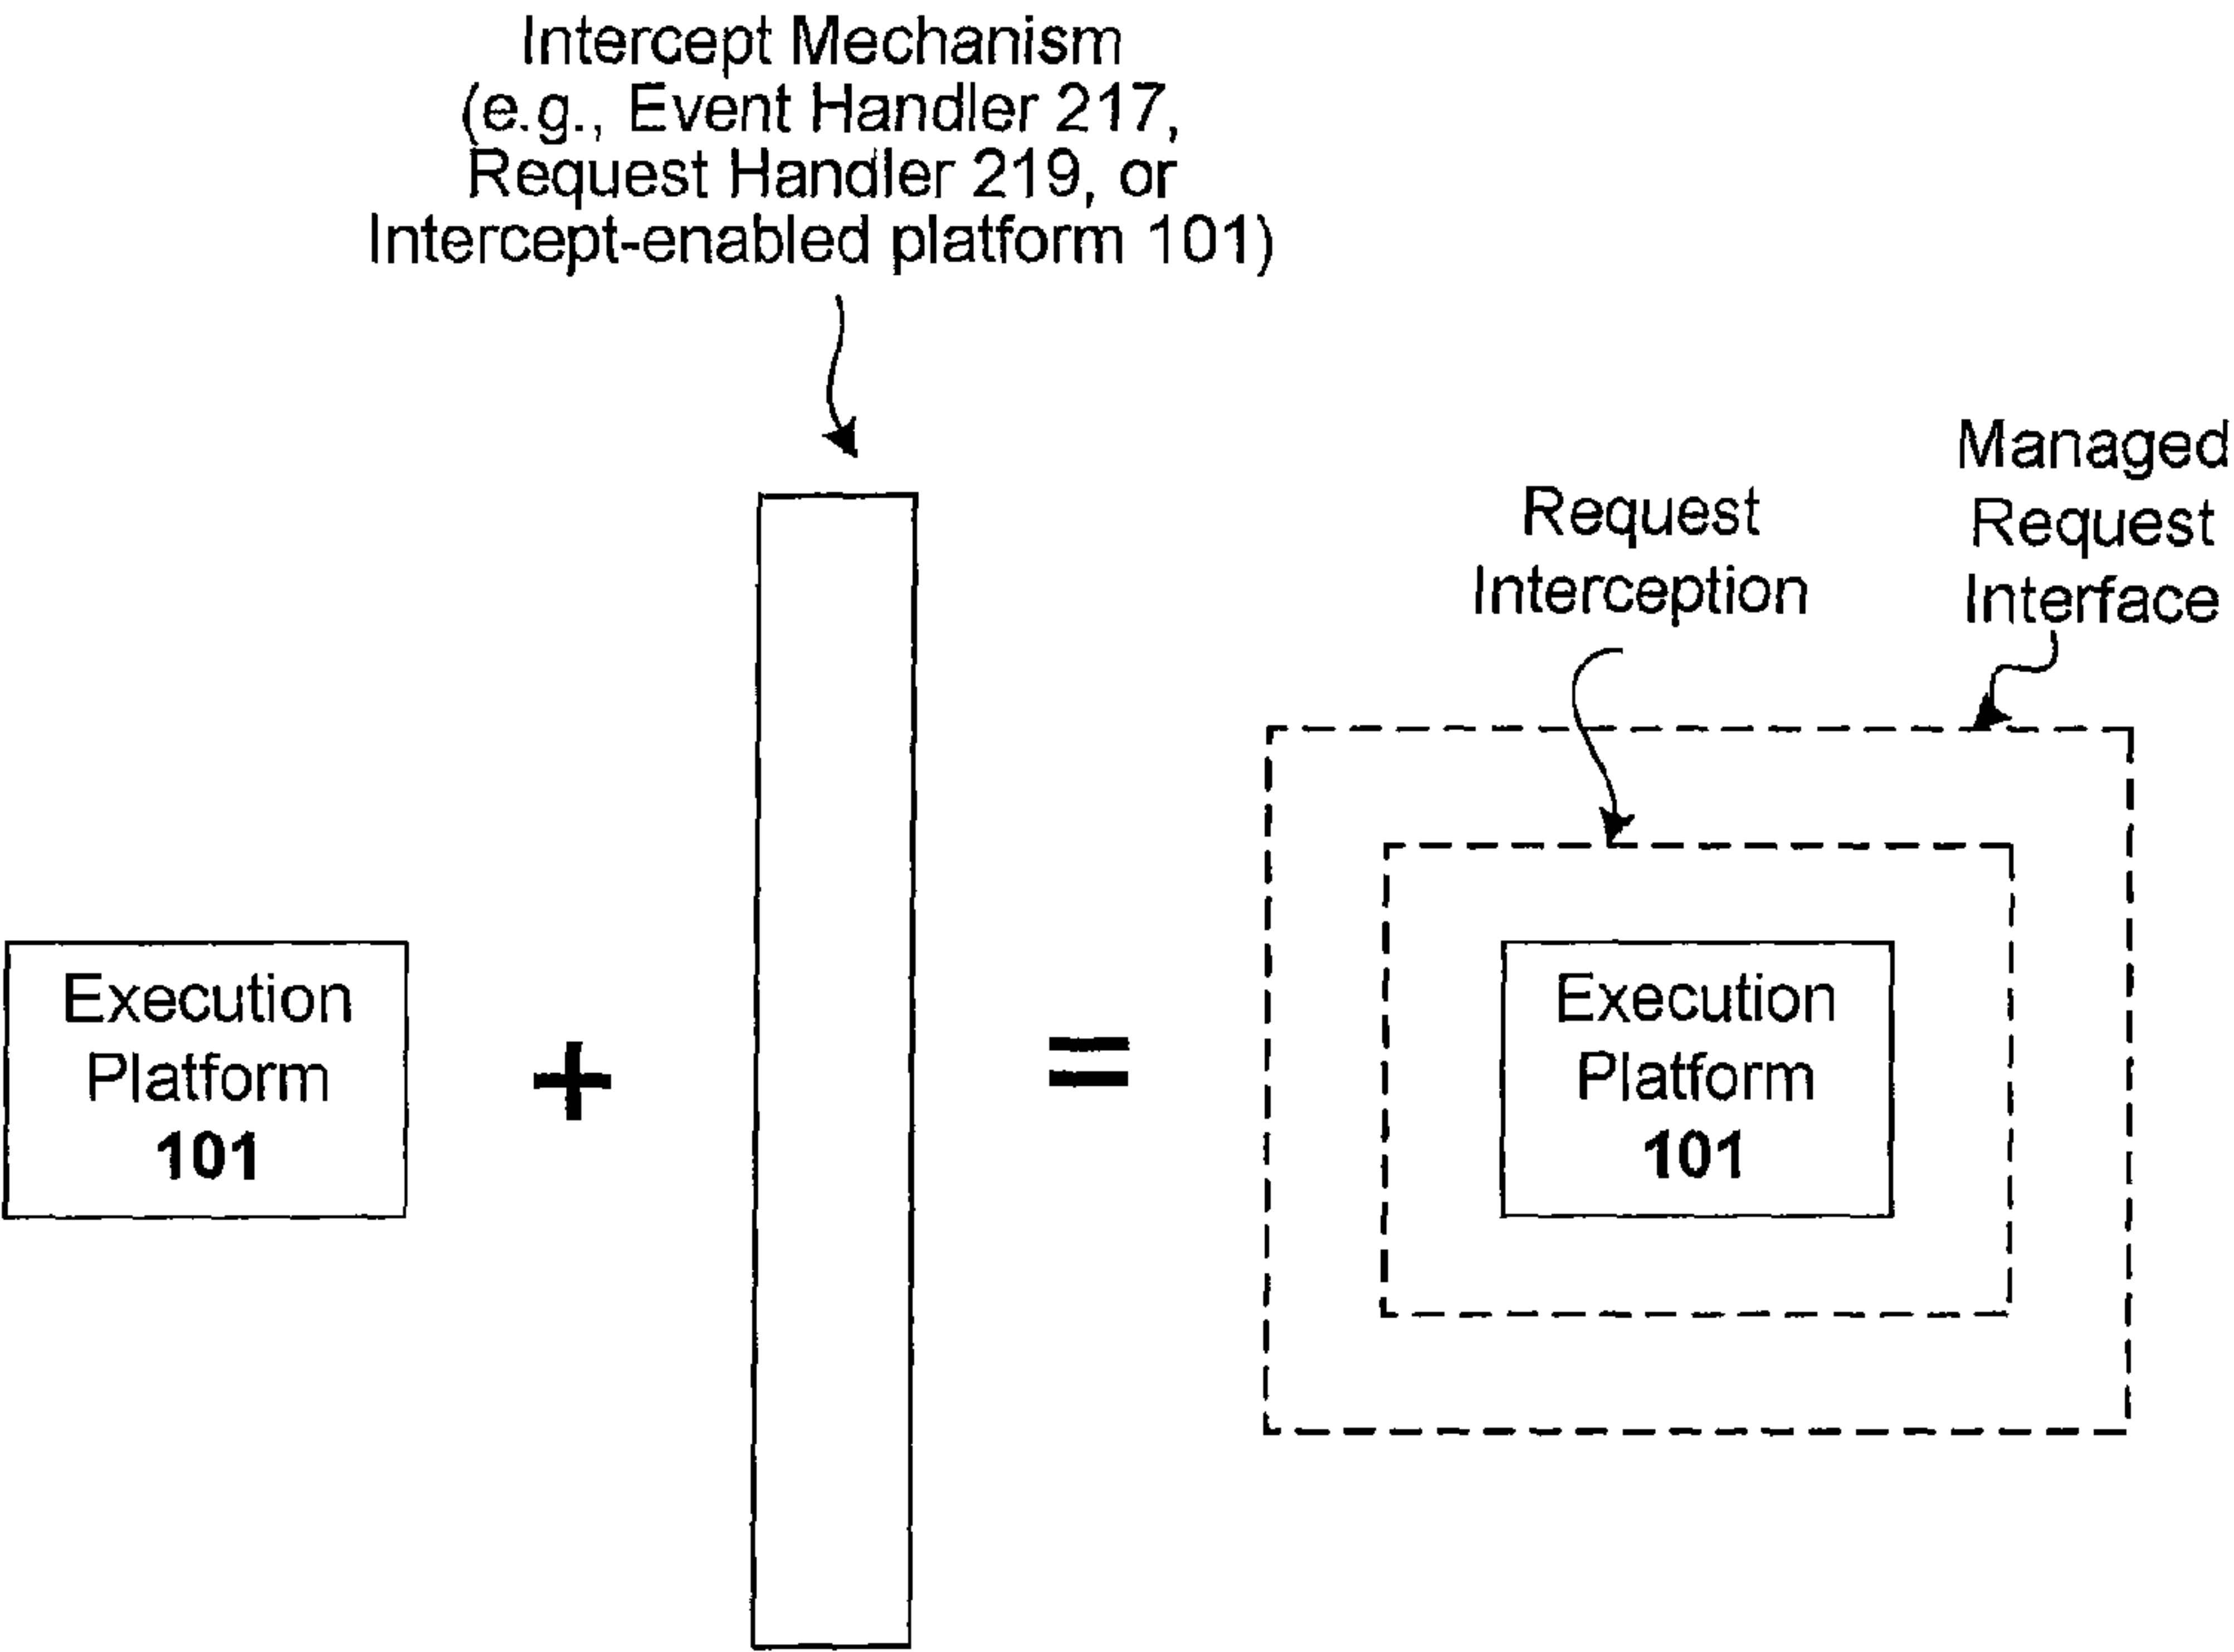 Intercept Mechanism
(e.g., Event Handler 217,
Request Handler 219, or
Intercept-enabled platform 101)
Managed
Request
Interface
Request
Interception
Execution
Platform
101
+
=
Execution
Platform
101